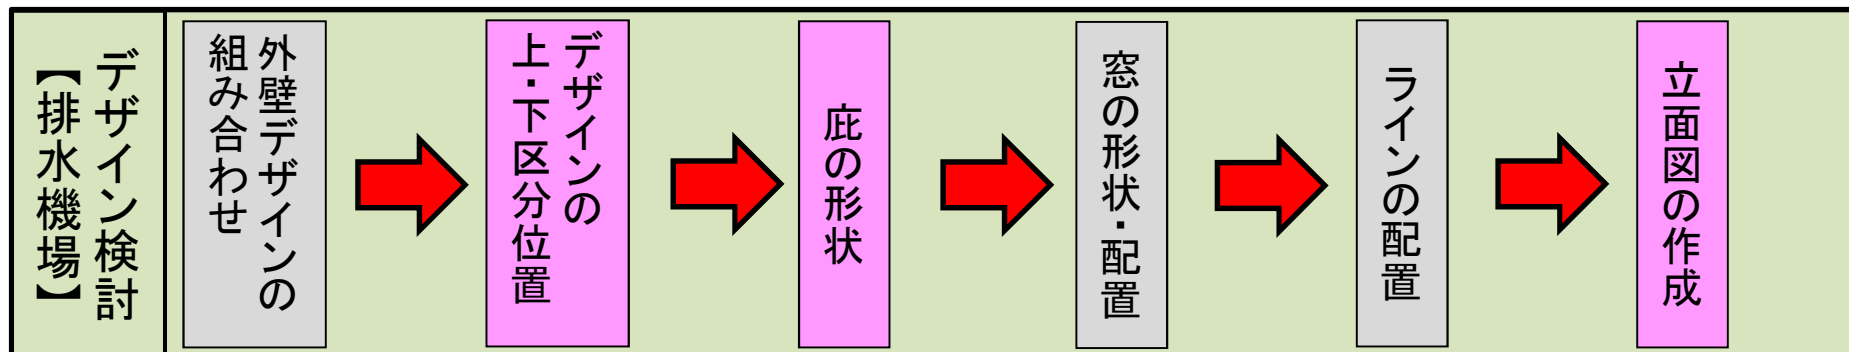 デザイン検討
【排水機場】
外壁デザインの
組み合わせ
デザインの
上・下区分位置
庇の形状
窓の形状・配置
ラインの配置
立面図の作成